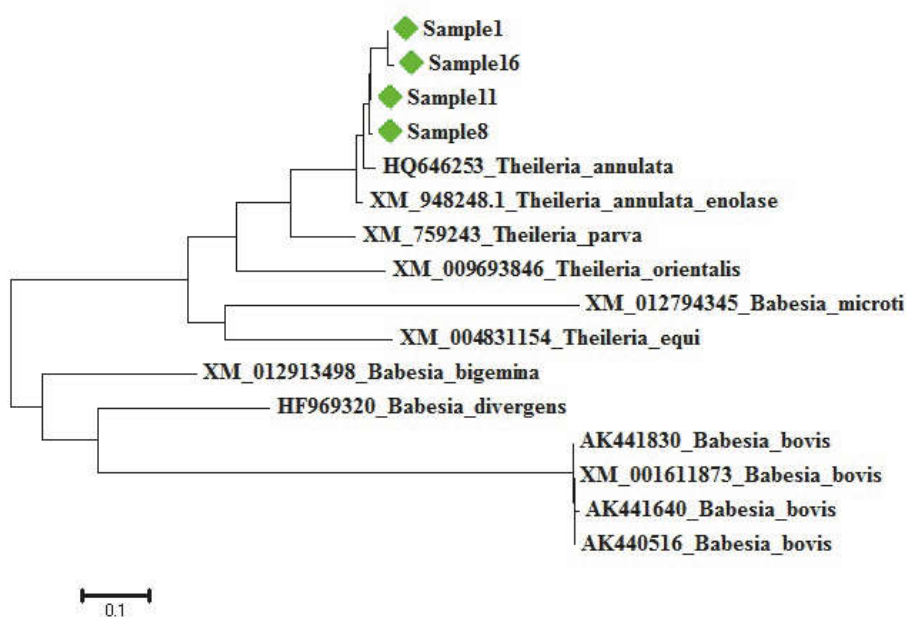 Sample1
Sample16
Sample11
Sample8
HQ646253_Theileria_annulata
XM_948248.1_Theileria_annulata_enolase
XM_759243_Theileria_parva
XM_009693846_Theileria_orientalis
XM_012794345_Babesia_microti
XM_004831154_Theileria_equi
XM_012913498_Babesia_bigemina
HF969320_Babesia_divergens
AK441830_Babesia_bovis
XM_001611873_Babesia_bovis
AK441640_Babesia_bovis
AK440516_Babesia_bovis
0.1